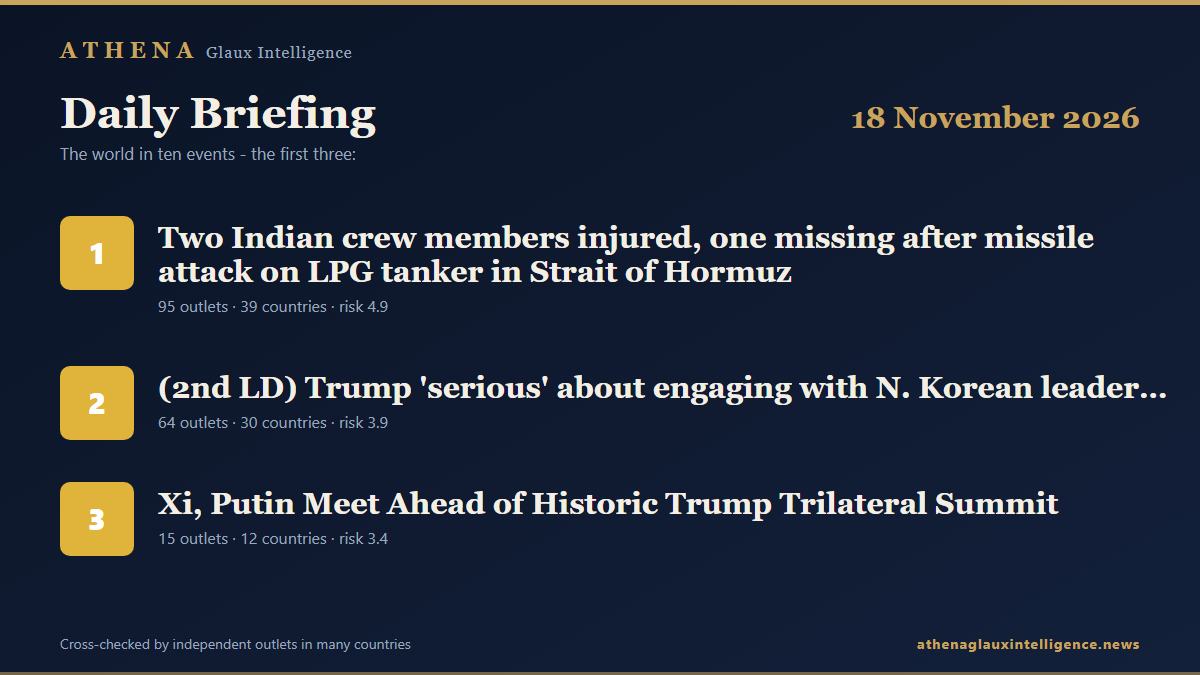 ATHENA Glaux Intelligence
Daily Briefing
18 November 2026
The world in ten events - the first three:
1
Two Indian crew members injured, one missing after missile
attack on LPG tanker in Strait of Hormuz
95 outlets · 39 countries · risk 4.9
2
(2nd LD) Trump 'serious' about engaging with N. Korean leader...
64 outlets · 30 countries · risk 3.9
3
Xi, Putin Meet Ahead of Historic Trump Trilateral Summit
15 outlets · 12 countries · risk 3.4
Cross-checked by independent outlets in many countries
athenaglauxintelligence.news